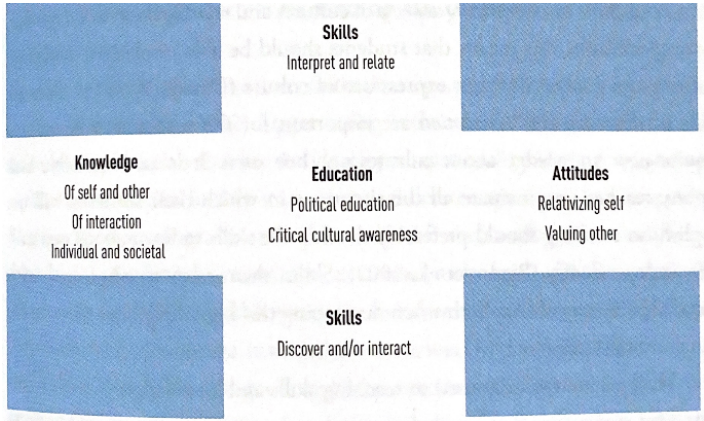 Skills
Interpret and relate
Knowledge
Of self and other
Of interaction
Individual and societal
Education
Political education
Critical cultural awareness
Attitudes
Relativizing self
Valuing other
Skills
Discover and/or interact